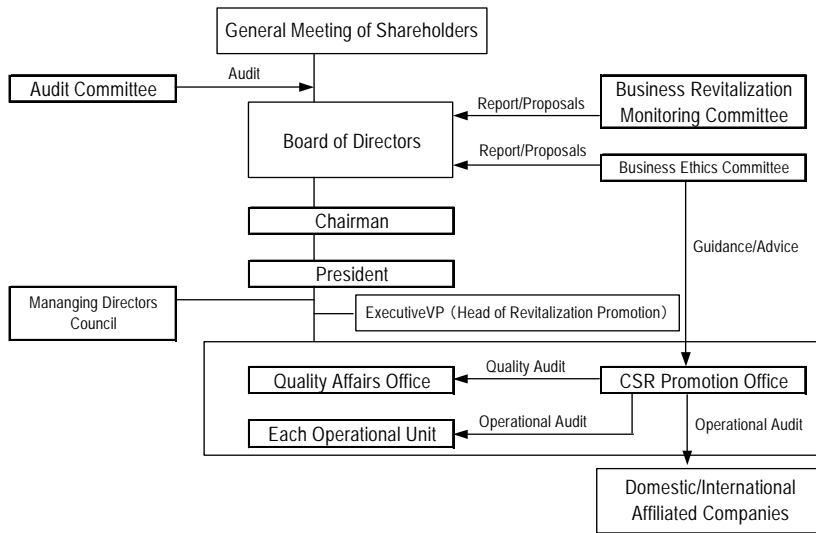 General Meeting of Shareholders
Audit
Audit Committee
Business Revitalization
Monitoring Committee
Report/Proposals
Board of Directors
Report/Proposals
Business Ethics Committee
Chairman
Guidance/Advice
President
Mananging Directors
Council
ExecutiveVP（Head of Revitalization Promotion）
Quality Affairs Office
Quality Audit
CSR Promotion Office
Each Operational Unit
Operational Audit
Operational Audit
Domestic/International
Affiliated Companies